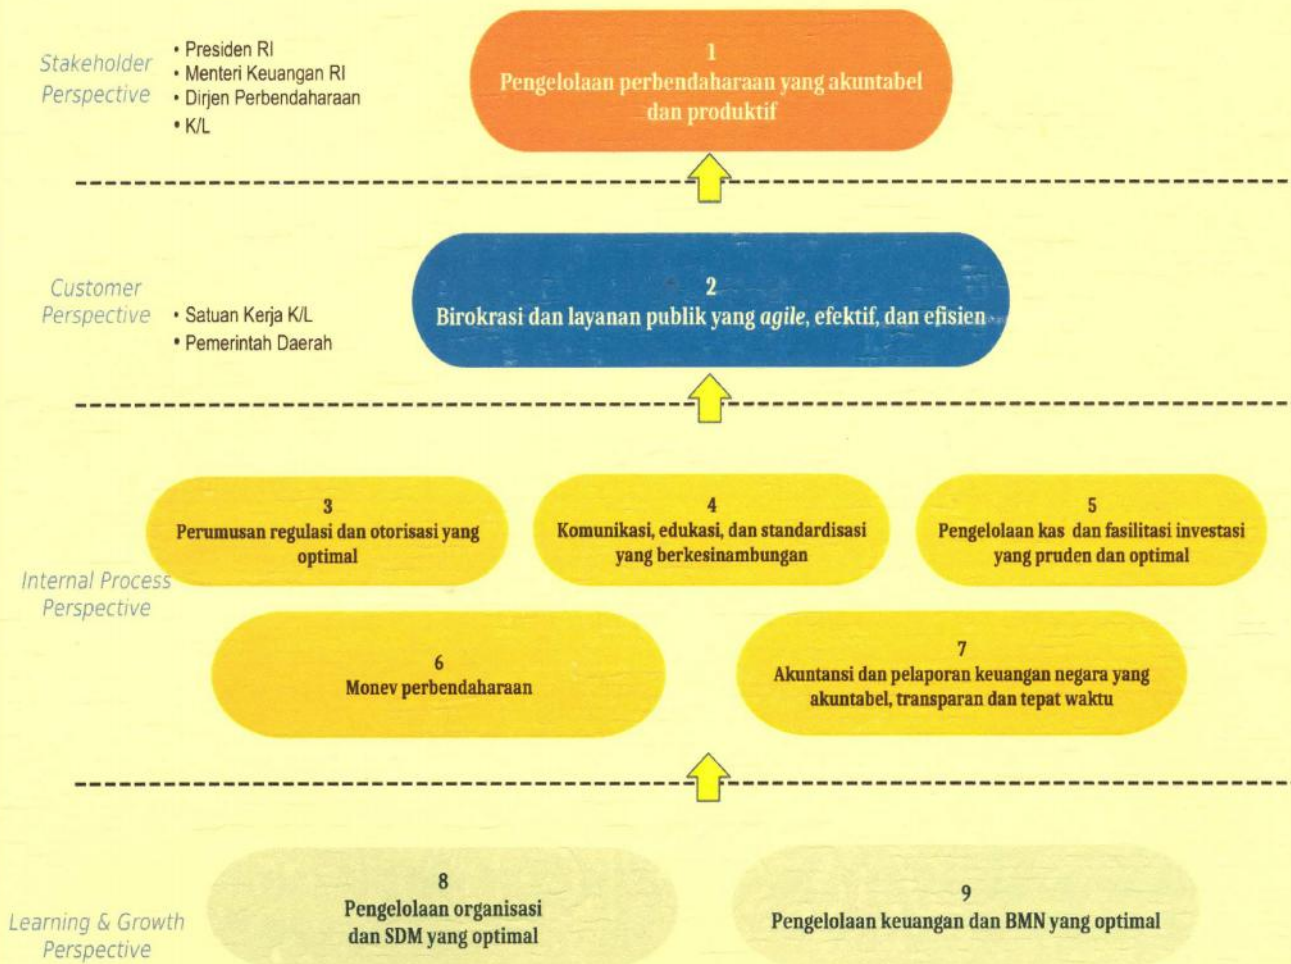 Stakeholder
Perspective
• Presiden RI
• Menteri Keuangan RI
• Dirjen Perbendaharaan
• K/L
1
Pengelolaan perbendaharaan yang akuntabel
dan produktif
Customer
Perspective
• Satuan Kerja K/L
• Pemerintah Daerah
2
Birokrasi dan layanan publik yang agile, efektif, dan efisien
Internal Process
Perspective
3
Perumusan regulasi dan otorisasi yang
optimal
4
Komunikasi, edukasi, dan standardisasi
yang berkesinambungan
5
Pengelolaan kas dan fasilitasi investasi
yang pruden dan optimal
6
Monev perbendaharaan
7
Akuntansi dan pelaporan keuangan negara yang
akuntabel, transparan dan tepat waktu
Learning & Growth
Perspective
8
Pengelolaan organisasi
dan SDM yang optimal
9
Pengelolaan keuangan dan BMN yang optimal